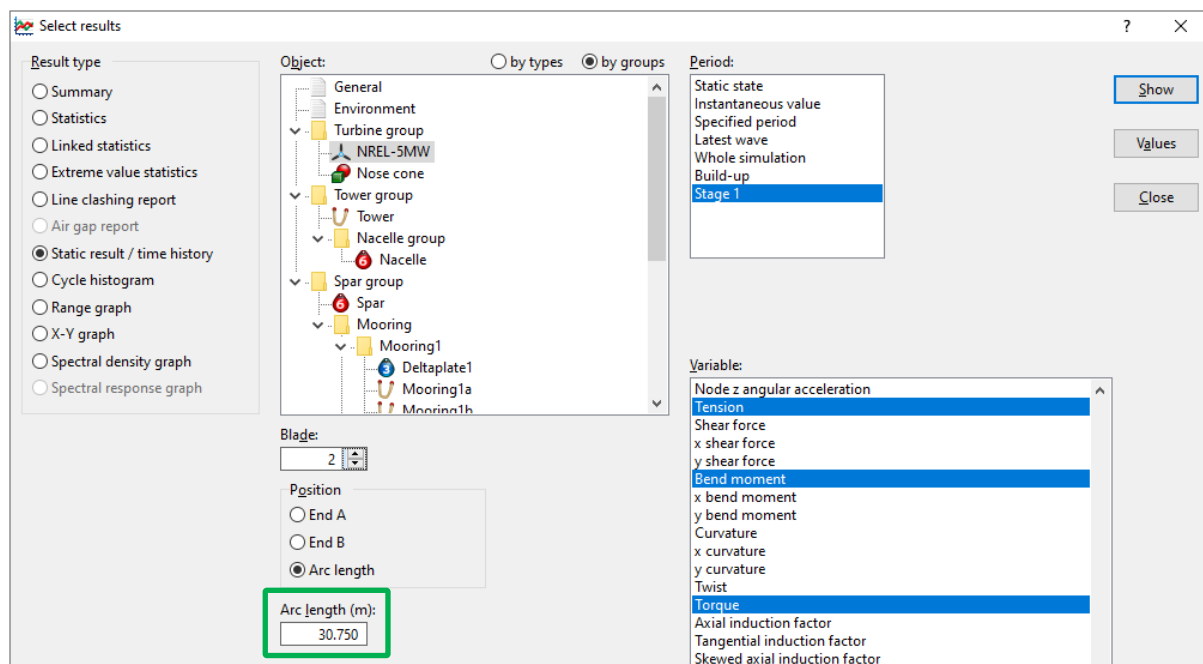 Select results
?
Result type
Summary
Statistics
Linked statistics
Extreme value statistics
Line clashing report
Air gap report
Static result / time history
Cycle histogram
Range graph
X-Y graph
Spectral density graph
Spectral response graph
Object:
by types
by groups
General
Environment
Turbine group
NREL-5MW
Nose cone
Tower group
Tower
Nacelle group
6
Nacelle
Spar group
6
Spar
Mooring
Mooring1
3
Deltaplate1
Mooring1a
Mooring1b
Blade:
2
Position
End A
End B
Arc length
Arc length (m):
30.750
Period:
Static state
Instantaneous value
Specified period
Latest wave
Whole simulation
Build-up
Stage 1
Variable:
Node z angular acceleration
Tension
Shear force
x shear force
y shear force
Bend moment
x bend moment
y bend moment
Curvature
x curvature
y curvature
Twist
Torque
Axial induction factor
Tangential induction factor
Skewed axial induction factor
Show
Values
Close